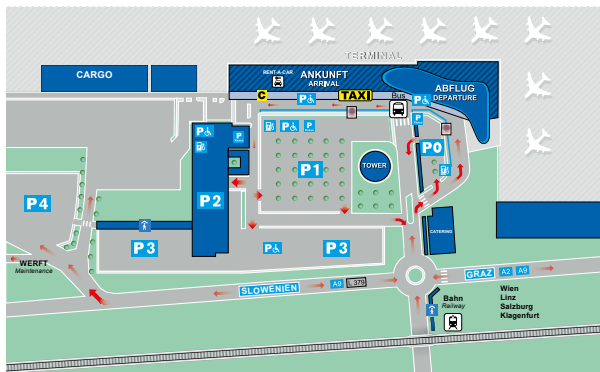 TERMINAL
CARGO
RENT-A-CAR
ANKUNFT
ARRIVAL
ABFLUG
DEPARTURE
C
P
TAXI
Bus
P
P
P
P
P
P
P0
P1
TOWER
P2
P4
P3
P
P3
CATERING
WERFT
Maintenance
SLOWENIEN
A9
L 379
GRAZ
A2
A9
Bahn
Railway
Wien
Linz
Salzburg
Klagenfurt